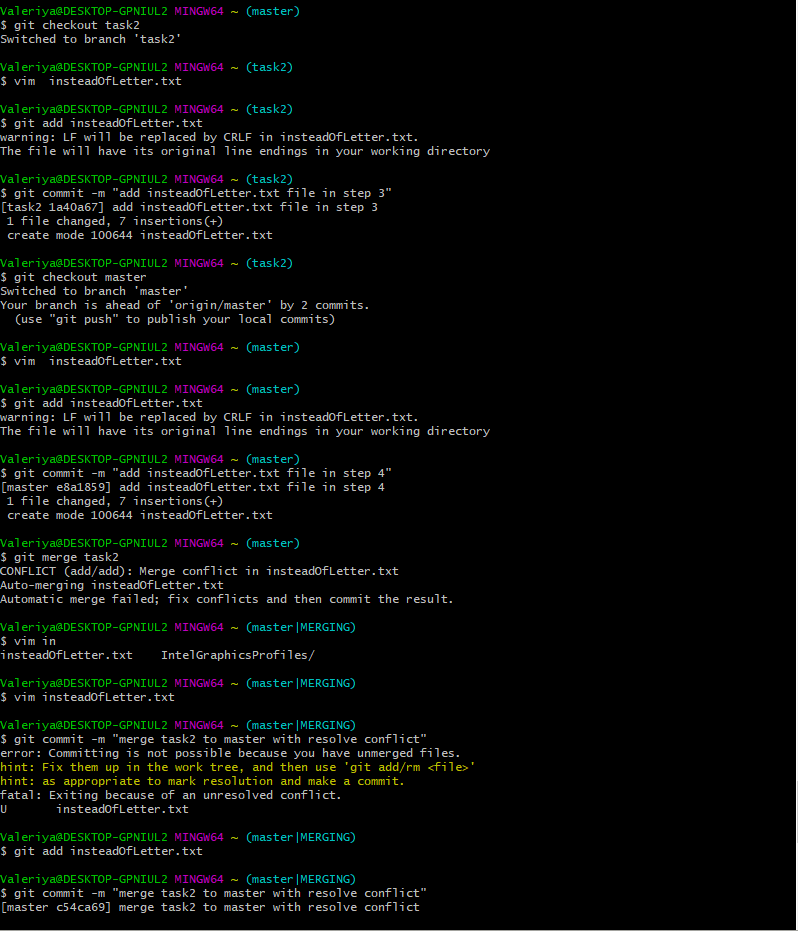 Valeriya@DESKTOP-GPNIUL2 MINGW64 ~ (master)
$ git checkout task2
Switched to branch 'task2'
Valeriya@DESKTOP-GPNIUL2 MINGW64 ~ (task2)
$ vim  insteadOfLetter.txt
Valeriya@DESKTOP-GPNIUL2 MINGW64 ~ (task2)
$ git add insteadOfLetter.txt
warning: LF will be replaced by CRLF in insteadOfLetter.txt.
The file will have its original line endings in your working directory
Valeriya@DESKTOP-GPNIUL2 MINGW64 ~ (task2)
$ git commit -m "add insteadOfLetter.txt file in step 3"
[task2 1a40a67] add insteadOfLetter.txt file in step 3
 1 file changed, 7 insertions(+)
 create mode 100644 insteadOfLetter.txt
Valeriya@DESKTOP-GPNIUL2 MINGW64 ~ (task2)
$ git checkout master
Switched to branch 'master'
Your branch is ahead of 'origin/master' by 2 commits.
  (use "git push" to publish your local commits)
Valeriya@DESKTOP-GPNIUL2 MINGW64 ~ (master)
$ vim  insteadOfLetter.txt
Valeriya@DESKTOP-GPNIUL2 MINGW64 ~ (master)
$ git add insteadOfLetter.txt
warning: LF will be replaced by CRLF in insteadOfLetter.txt.
The file will have its original line endings in your working directory
Valeriya@DESKTOP-GPNIUL2 MINGW64 ~ (master)
$ git commit -m "add insteadOfLetter.txt file in step 4"
[master e8a1859] add insteadOfLetter.txt file in step 4
 1 file changed, 7 insertions(+)
 create mode 100644 insteadOfLetter.txt
Valeriya@DESKTOP-GPNIUL2 MINGW64 ~ (master)
$ git merge task2
CONFLICT (add/add): Merge conflict in insteadOfLetter.txt
Auto-merging insteadOfLetter.txt
Automatic merge failed; fix conflicts and then commit the result.
Valeriya@DESKTOP-GPNIUL2 MINGW64 ~ (master|MERGING)
$ vim in
insteadOfLetter.txt    IntelGraphicsProfiles/
Valeriya@DESKTOP-GPNIUL2 MINGW64 ~ (master|MERGING)
$ vim insteadOfLetter.txt
Valeriya@DESKTOP-GPNIUL2 MINGW64 ~ (master|MERGING)
$ git commit -m "merge task2 to master with resolve conflict"
error: Committing is not possible because you have unmerged files.
hint: Fix them up in the work tree, and then use 'git add/rm <file>'
hint: as appropriate to mark resolution and make a commit.
fatal: Exiting because of an unresolved conflict.
U       insteadOfLetter.txt
Valeriya@DESKTOP-GPNIUL2 MINGW64 ~ (master|MERGING)
$ git add insteadOfLetter.txt
Valeriya@DESKTOP-GPNIUL2 MINGW64 ~ (master|MERGING)
$ git commit -m "merge task2 to master with resolve conflict"
[master c54ca69] merge task2 to master with resolve conflict